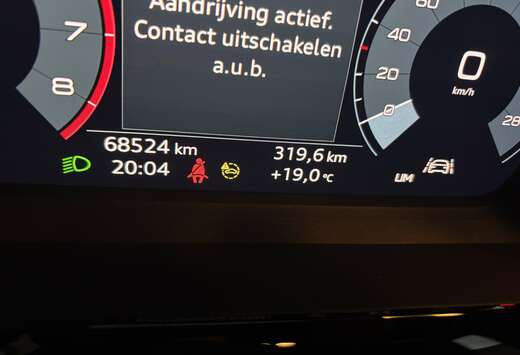 Aandrijving actief.
Contact uitschakelen
a.u.b.
7
8
60
40
20
0
0
km/h
28
68524 km
319,6 km
20:04
+19,0 °C
LIM